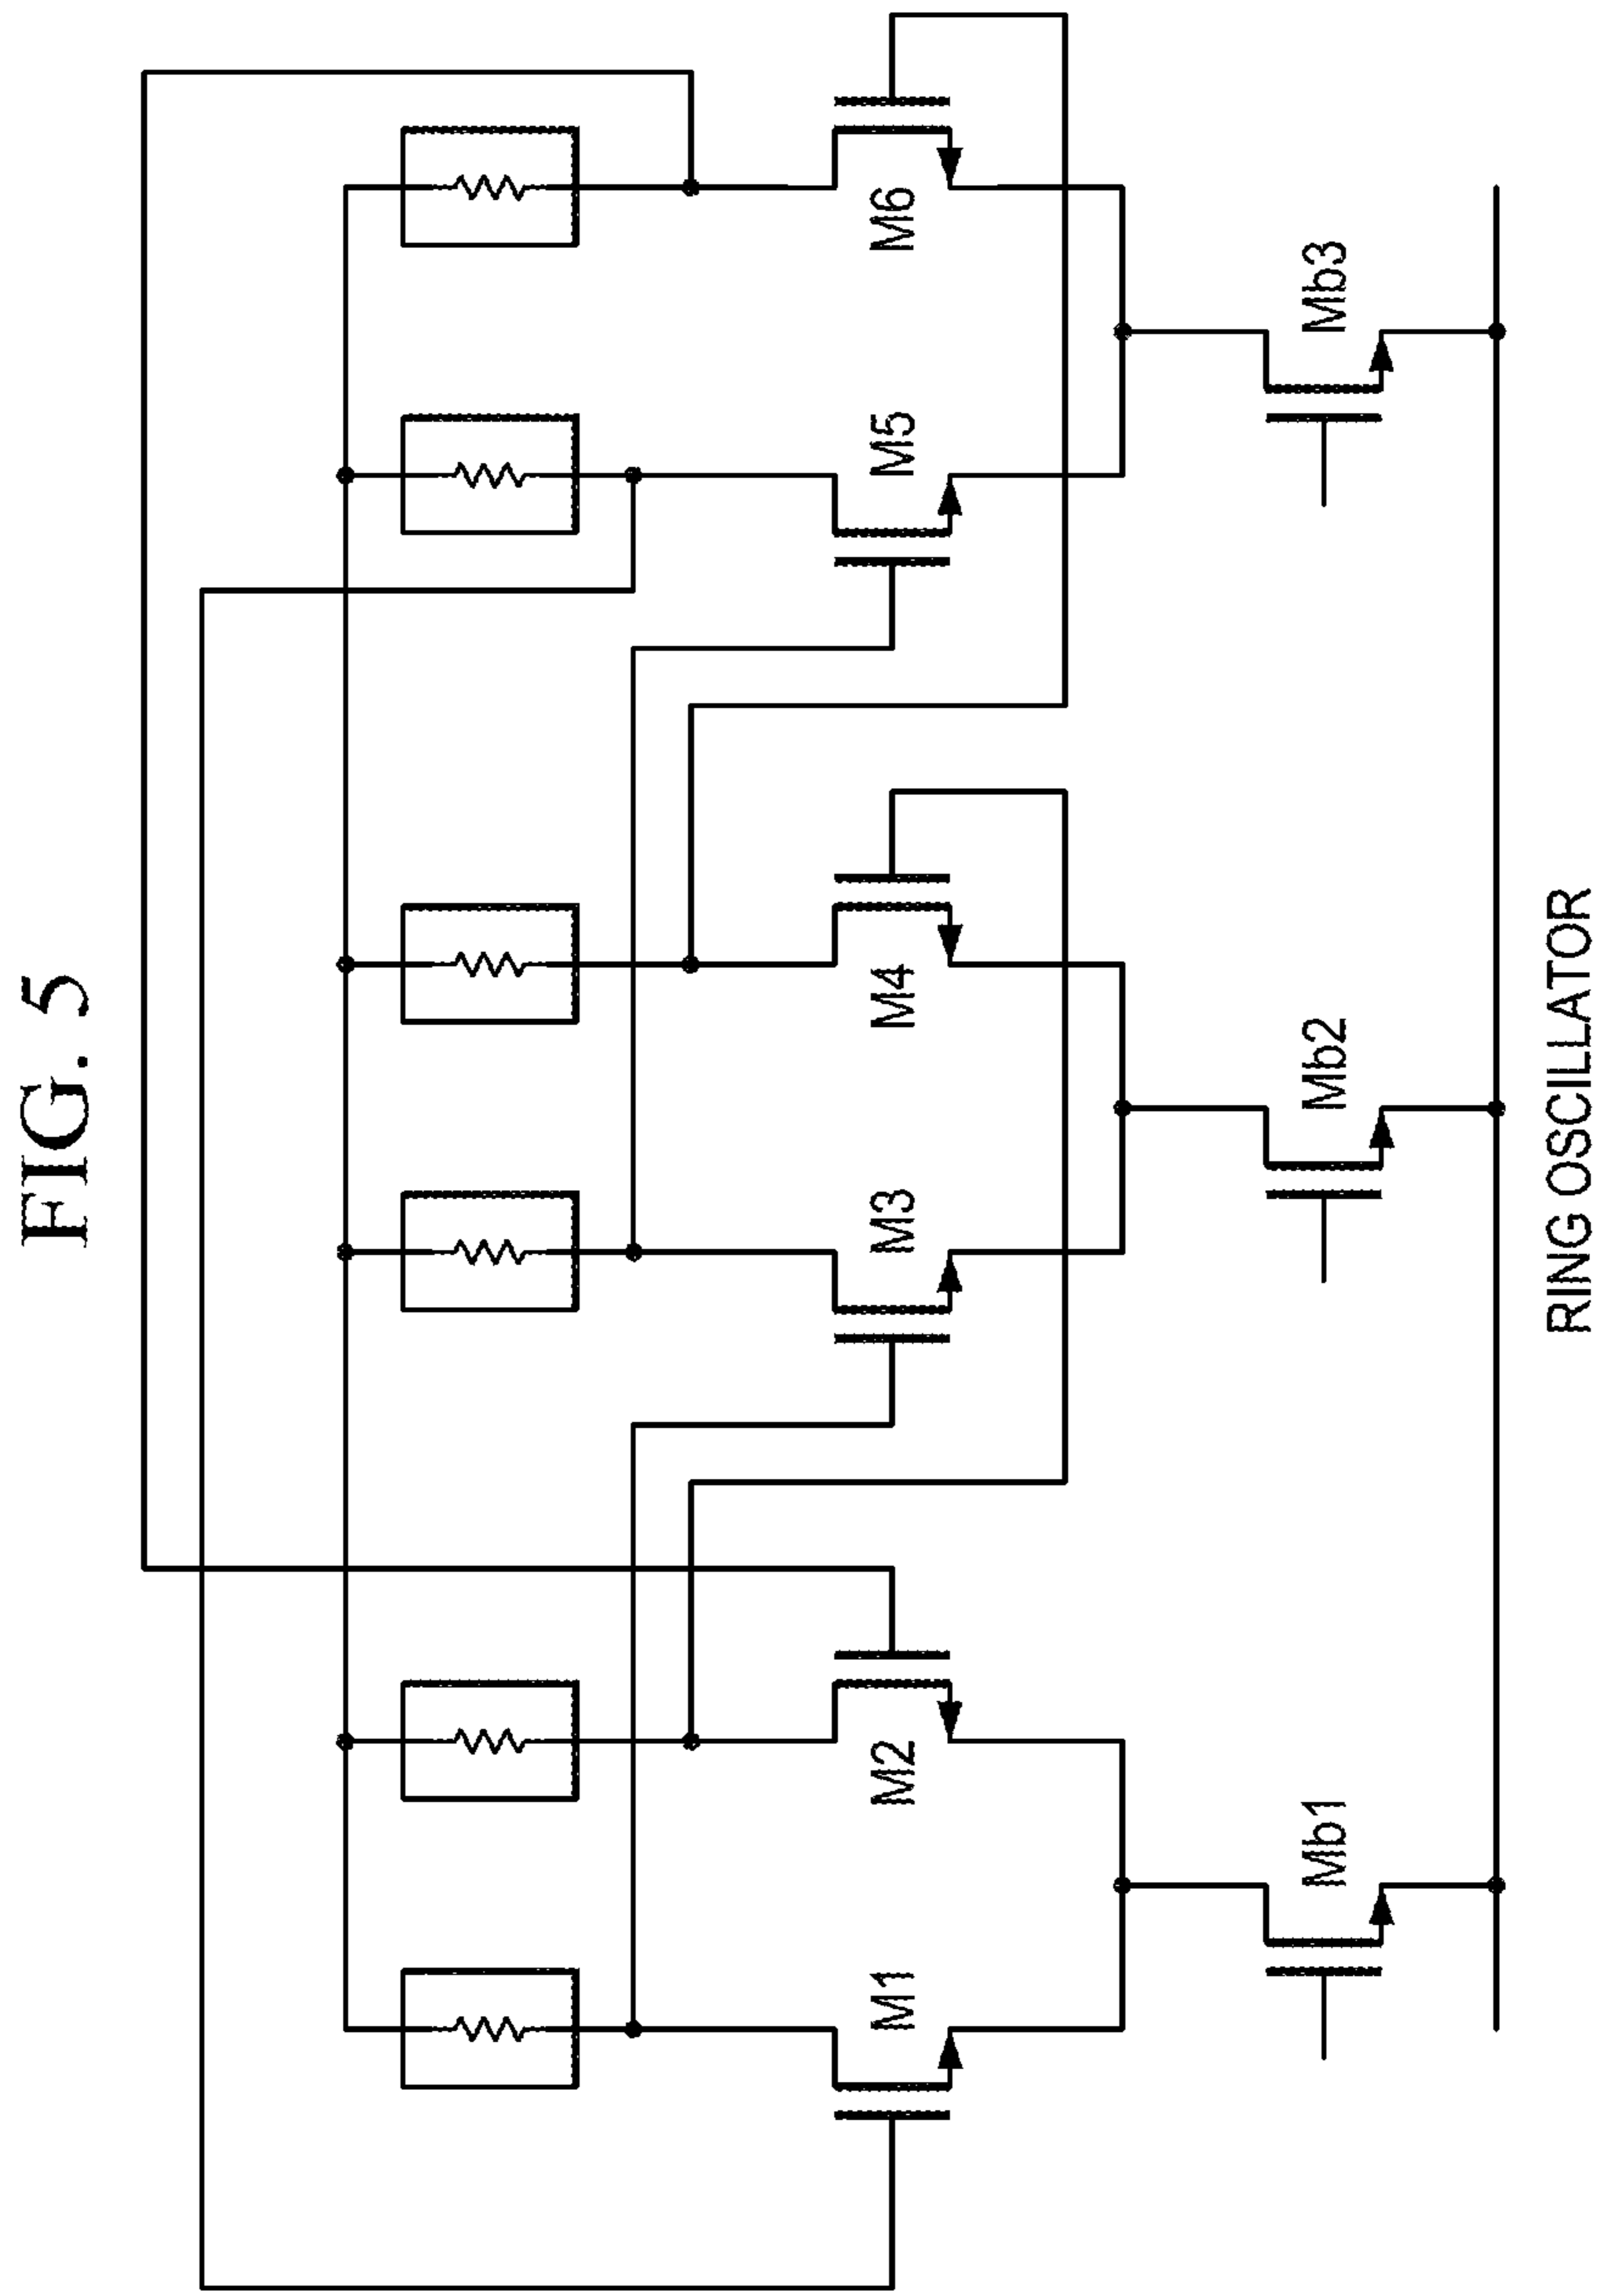 FIG. 5
M1
M2
M3
M4
M5
M6
Mb1
Mb2
Mb3
RING OSCILLATOR